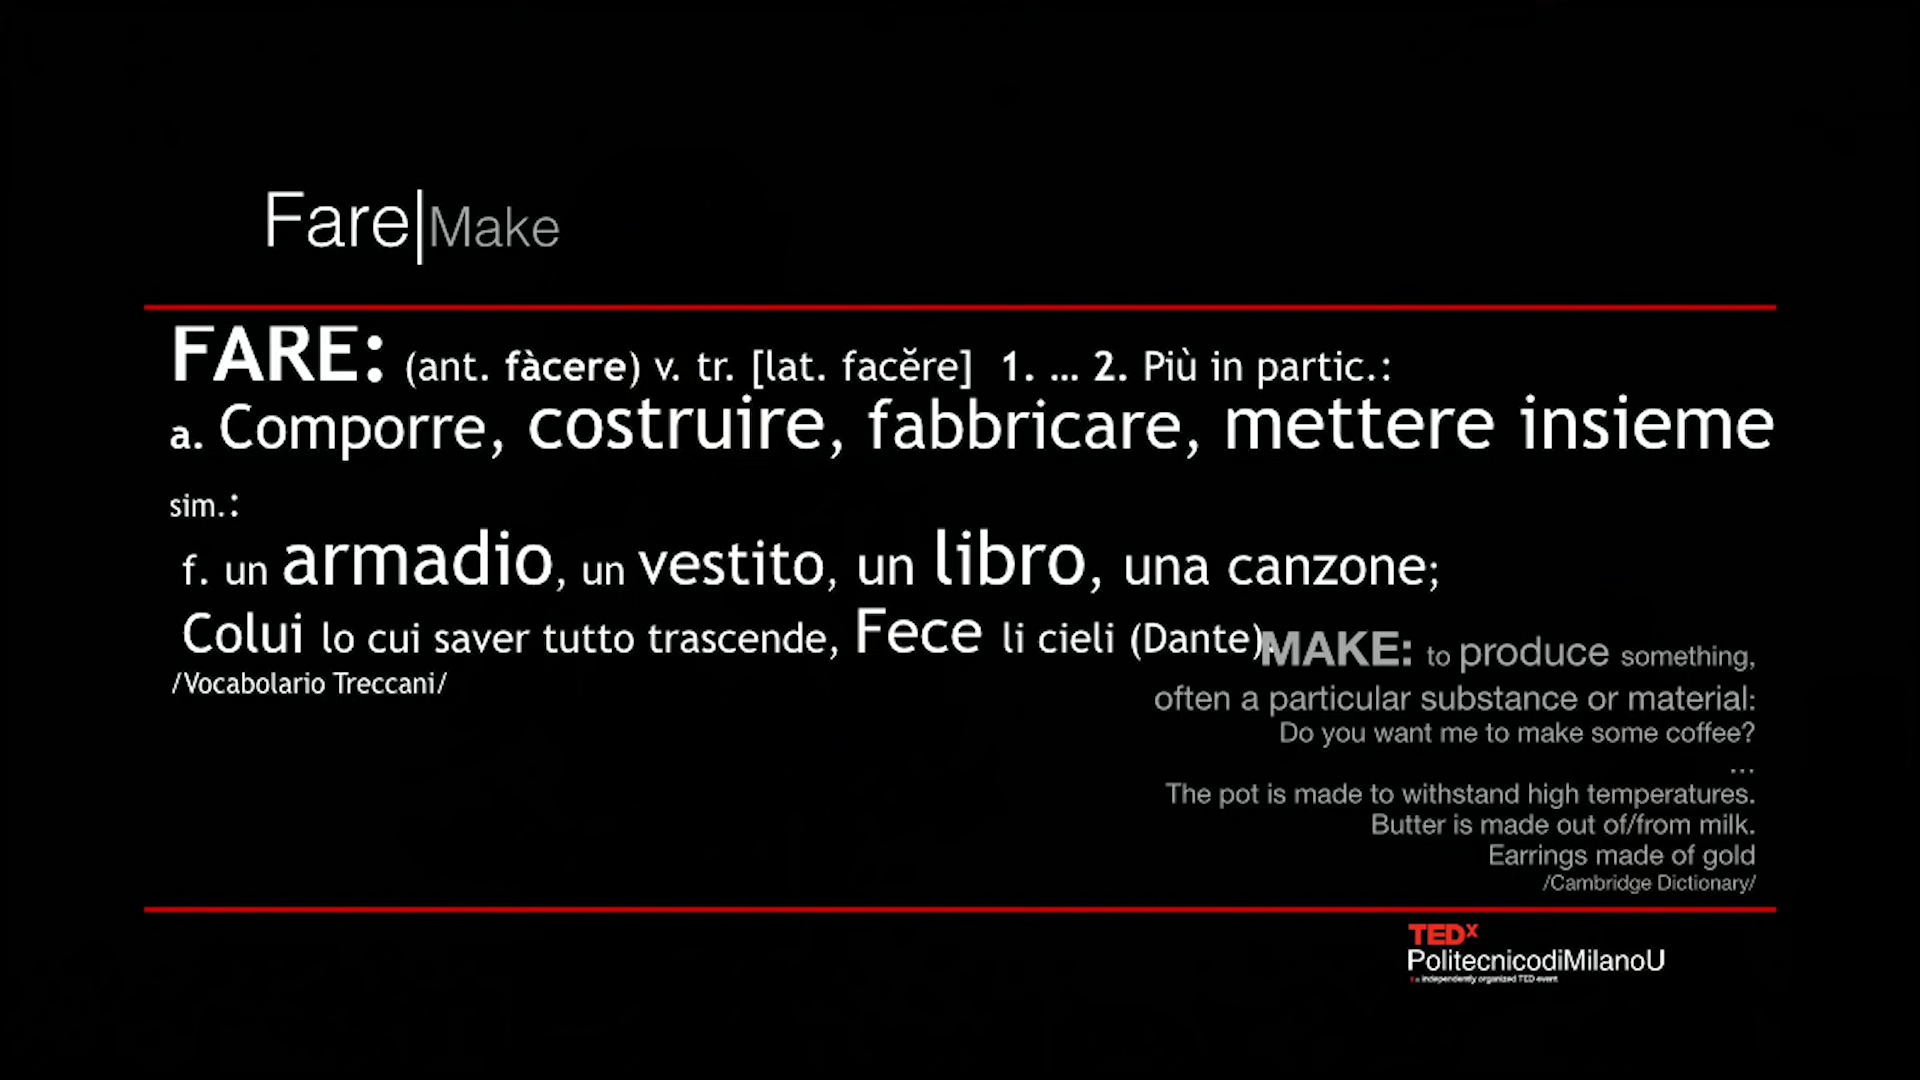 Fare|Make
FARE: (ant. fàcere) v. tr. [lat. facĕre] 1. ... 2. Più in partic.:
a. Comporre, costruire, fabbricare, mettere insieme
sim.:
f. un armadio, un vestito, un libro, una canzone;
Colui lo cui saver tutto trascende, Fece li cieli (Dante).
/Vocabolario Treccani/
MAKE: to produce something,
often a particular substance or material:
Do you want me to make some coffee?
...
The pot is made to withstand high temperatures.
Butter is made out of/from milk.
Earrings made of gold
/Cambridge Dictionary/
TEDx
PolitecnicodiMilanoU
independently organized TED event